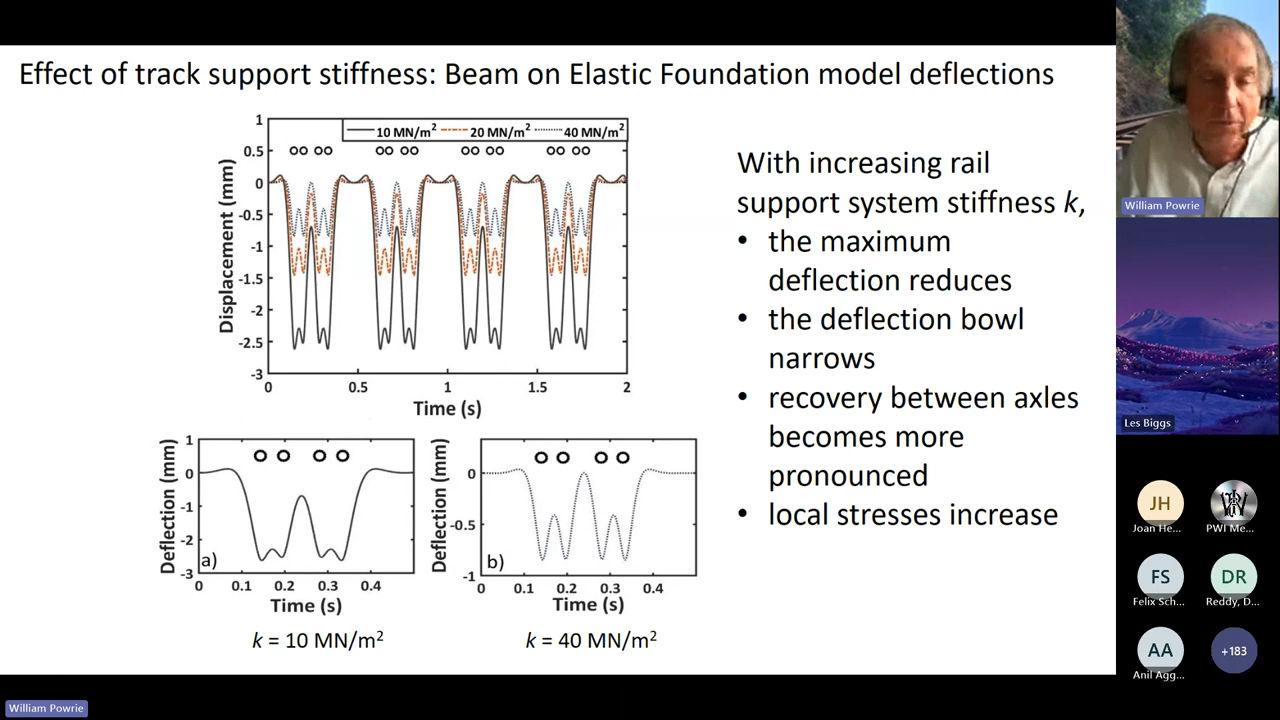 Effect of track support stiffness: Beam on Elastic Foundation model deflections
1
0.5
0
-0.5
-1
-1.5
-2
-2.5
-3
Displacement (mm)
10 MN/m²
20 MN/m²
40 MN/m²
0 0.5 1 1.5 2
Time (s)
1
0
-1
-2
-3
Deflection (mm)
a)
0 0.1 0.2 0.3 0.4
Time (s)
k = 10 MN/m²
0
-0.5
-1
Deflection (mm)
b)
0 0.1 0.2 0.3 0.4
Time (s)
k = 40 MN/m²
With increasing rail
support system stiffness k,
• the maximum
deflection reduces
• the deflection bowl
narrows
• recovery between axles
becomes more
pronounced
• local stresses increase
William Powrie
Les Biggs
JH
Joan He...
PWI Me...
FS
Felix Sch...
DR
Reddy, D...
AA
Anil Agg...
+183
William Powrie